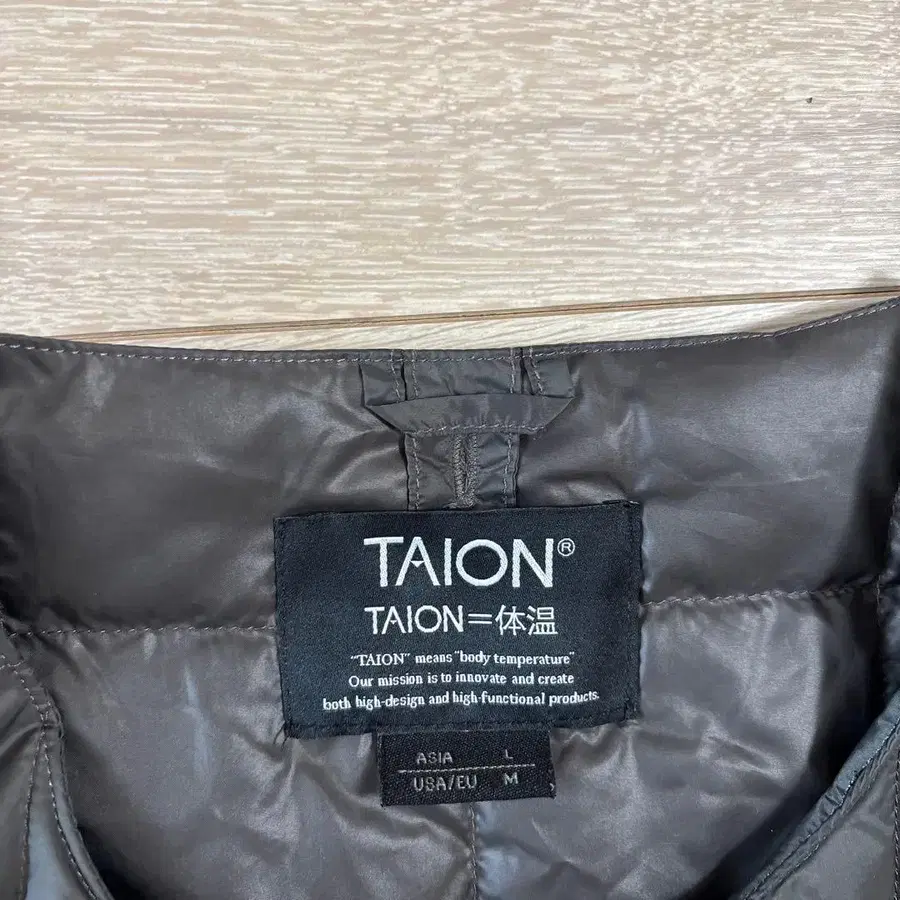 TAION®
TAION=体温
"TAION" means "body temperature"
Our mission is to innovate and create
both high-design and high-functional products.
ASIA L
USA/EU M